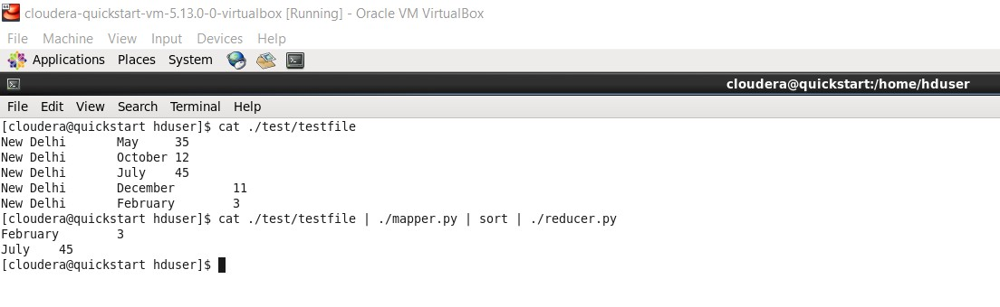 cloudera-quickstart-vm-5.13.0-0-virtualbox [Running] - Oracle VM VirtualBox
File Machine View Input Devices Help
Applications Places System
cloudera@quickstart:/home/hduser
File Edit View Search Terminal Help
[cloudera@quickstart hduser]$ cat ./test/testfile
New Delhi May 35
New Delhi October 12
New Delhi July 45
New Delhi December 11
New Delhi February 3
[cloudera@quickstart hduser]$ cat ./test/testfile | ./mapper.py | sort | ./reducer.py
February 3
July 45
[cloudera@quickstart hduser]$